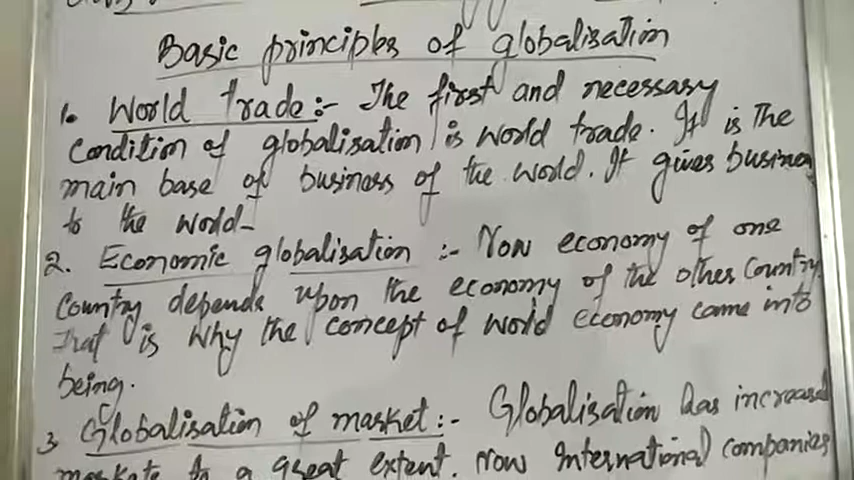 Basic principles of globalisation
1. World trade:- The first and necessary
condition of globalisation is world trade. It is The
main base of business of the world. It gives business
to the world-
2. Economic globalisation :- Now economy of one
Country depends upon the economy of the other Country.
That is why the concept of world economy came into
being.
3 Globalisation of market:- Globalisation has increased
markets to a great extent. Now International companies